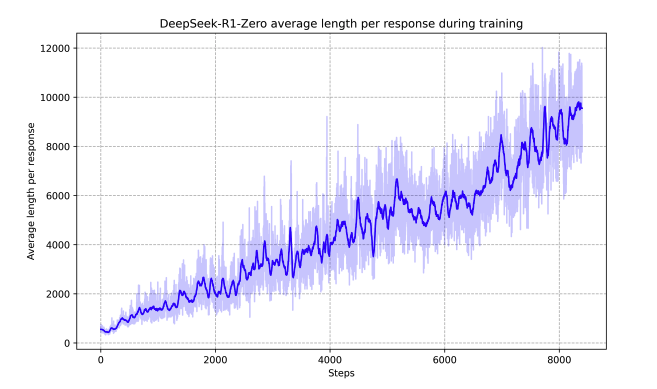 DeepSeek-R1-Zero average length per response during training
12000
10000
8000
6000
4000
2000
0
Average length per response
0 2000 4000 6000 8000
Steps